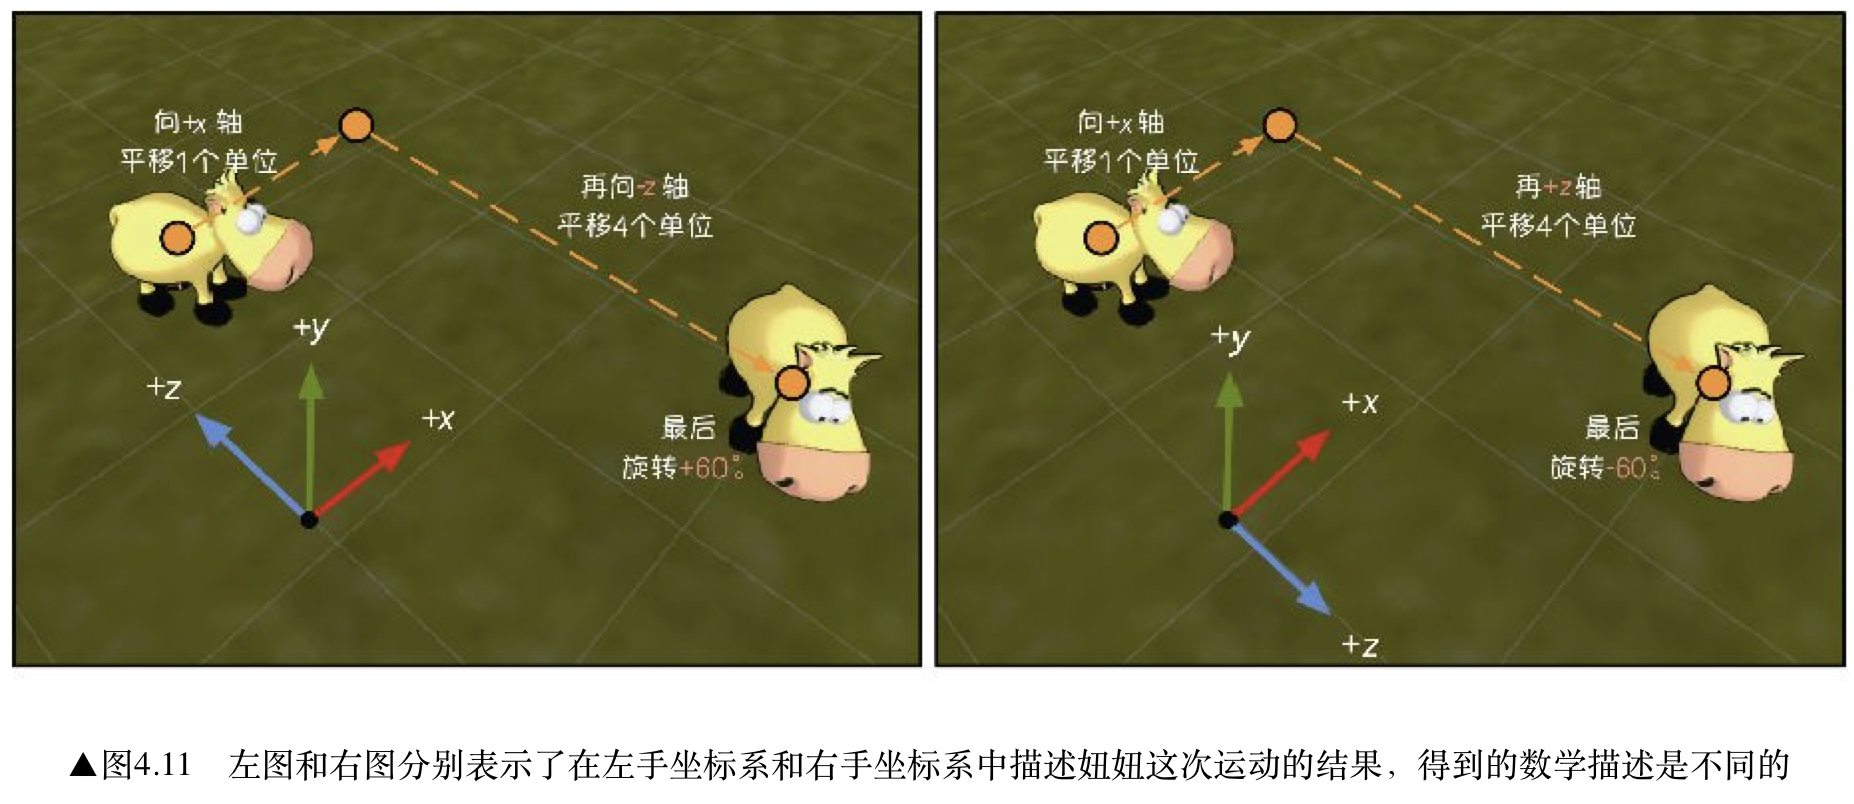 向+x 轴
平移1个单位
再向-z 轴
平移4个单位
+y
+z
+x
最后
旋转+60°
向+x 轴
平移1个单位
再+z轴
平移4个单位
+y
+x
最后
旋转-60°
+z
▲图4.11 左图和右图分别表示了在左手坐标系和右手坐标系中描述妞妞这次运动的结果，得到的数学描述是不同的